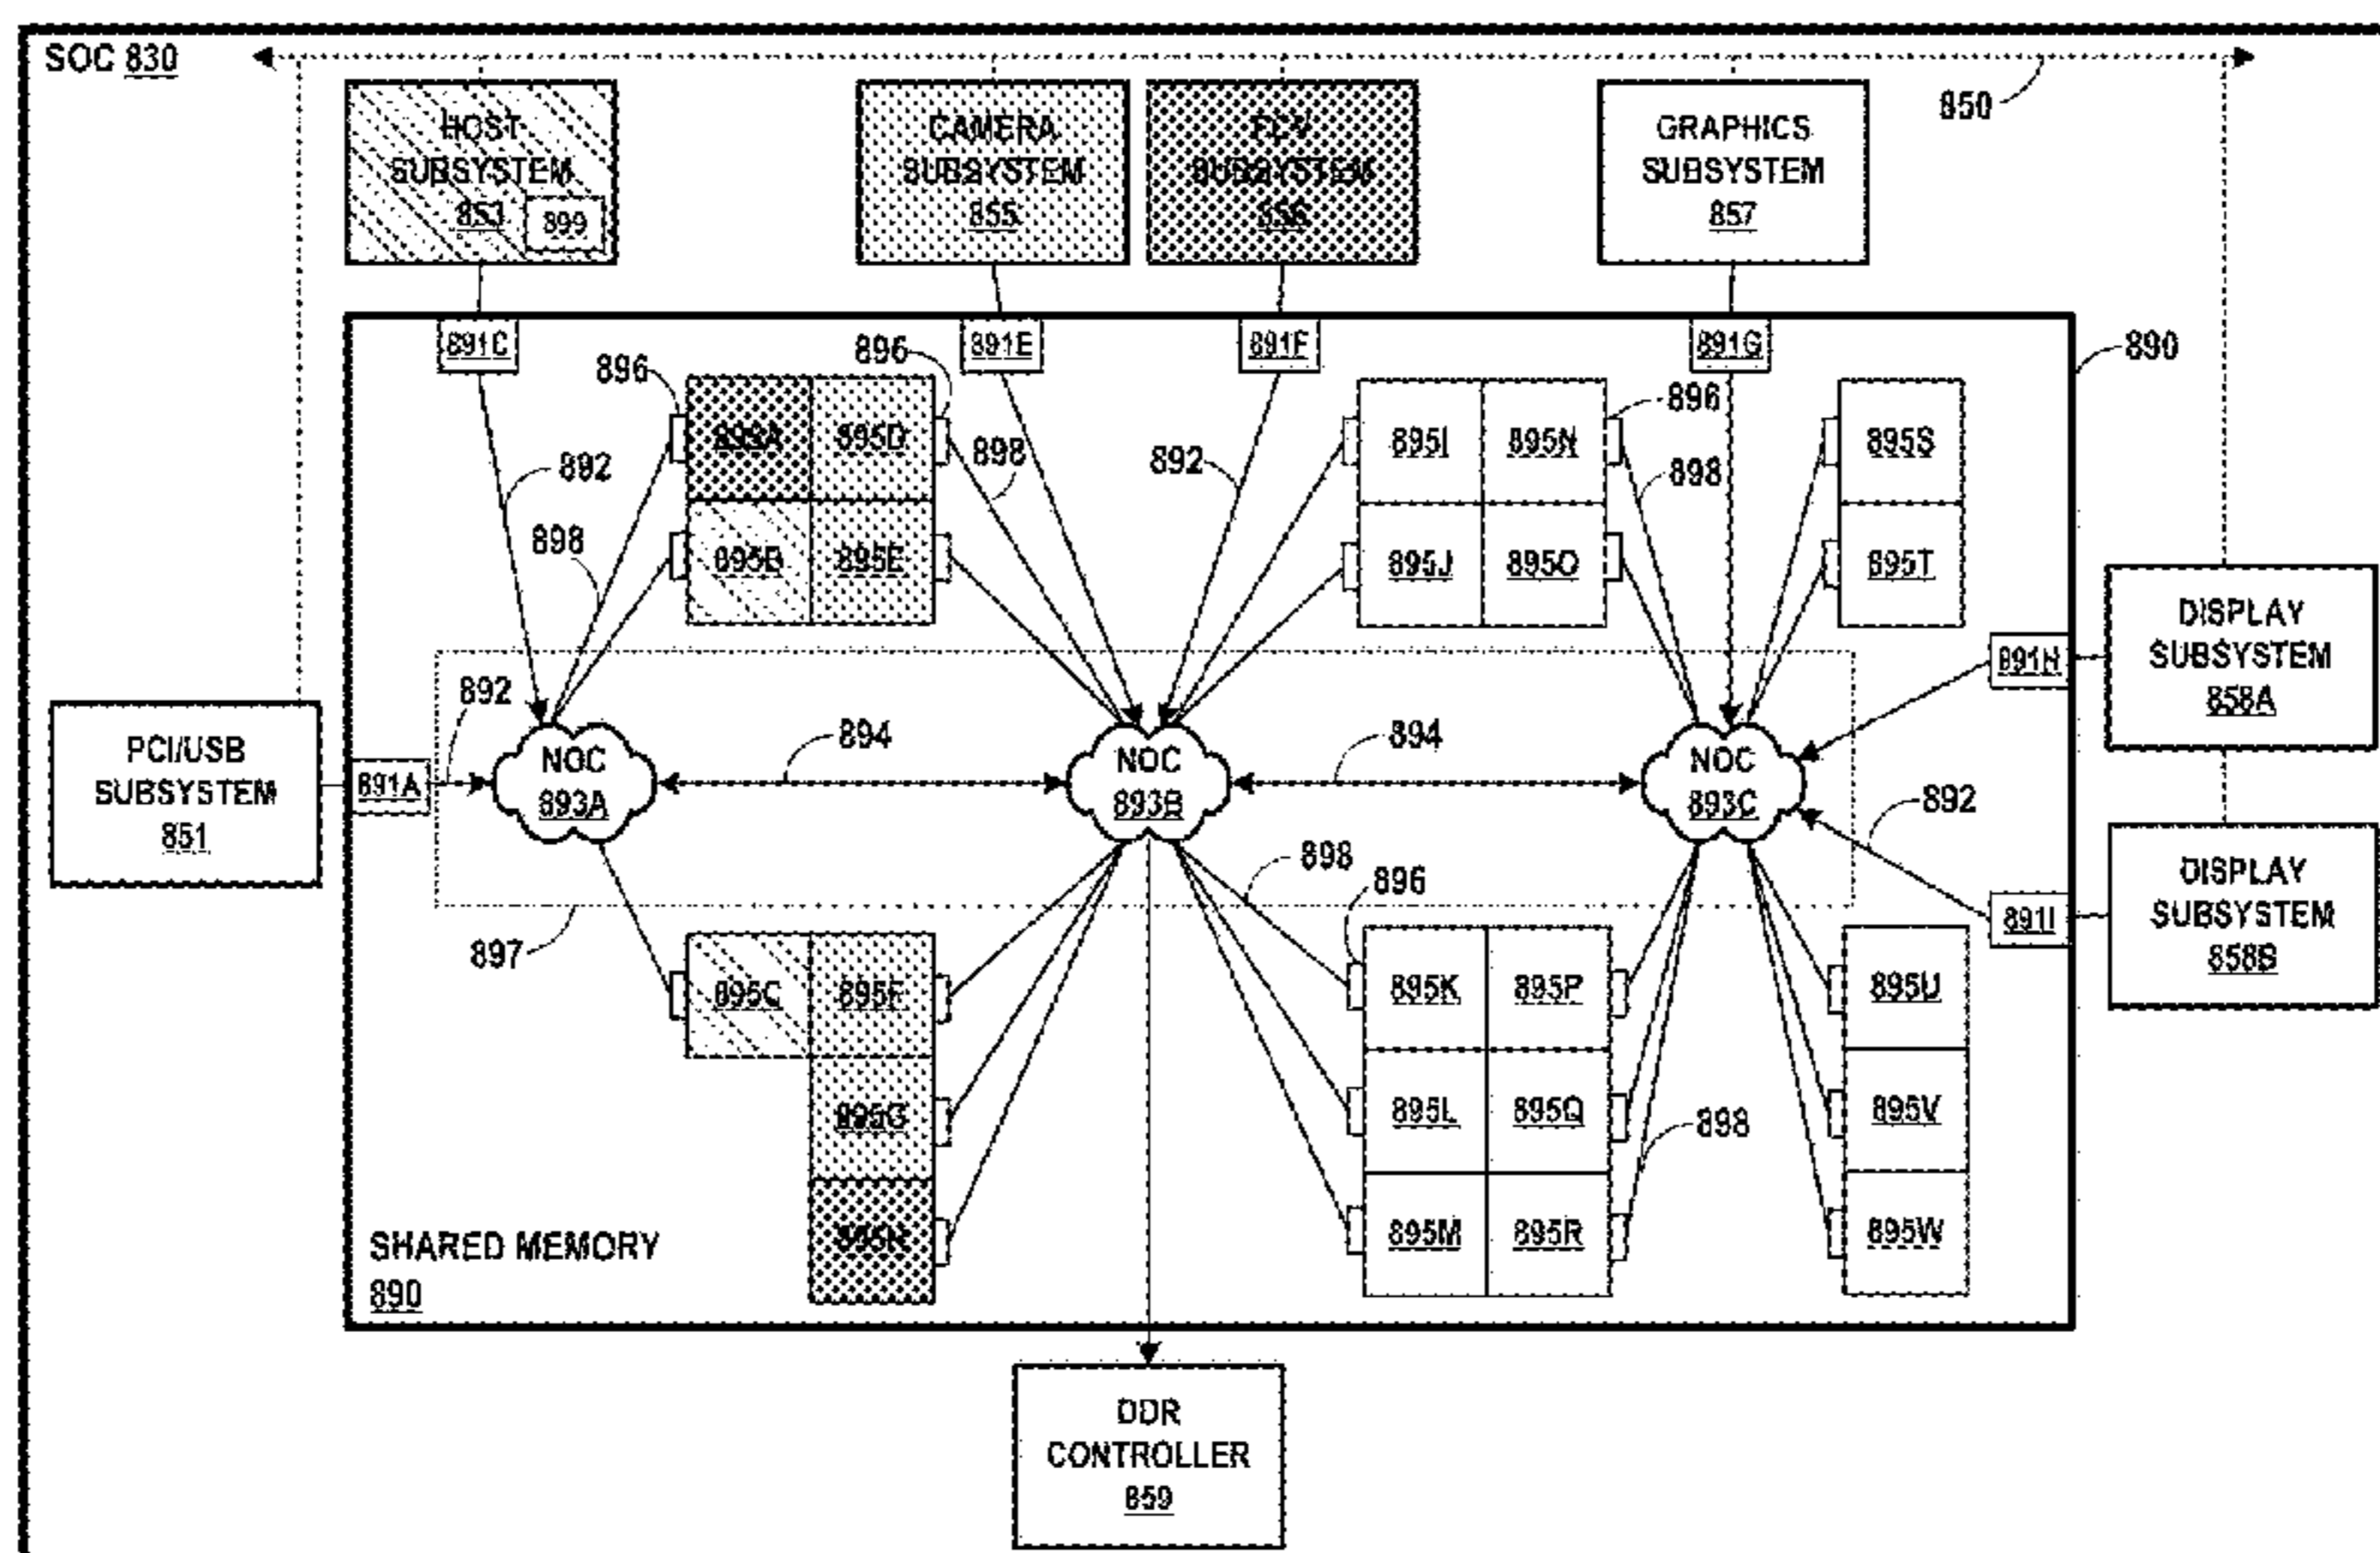 SOC 830
HOST
SUBSYSTEM
853
899
CAMERA
SUBSYSTEM
855
SUBSYSTEM
856
GRAPHICS
SUBSYSTEM
857
850
891C
891E
891F
891G
890
896
896
896
895A
895D
895I
895N
895S
892
898
892
898
898
895B
895E
895J
895O
895T
DISPLAY
SUBSYSTEM
858A
891H
PCI/USB
SUBSYSTEM
851
891A
892
NOC
893A
894
NOC
893B
894
NOC
893C
892
DISPLAY
SUBSYSTEM
858B
891I
897
898
896
895C
895F
895K
895P
895U
895G
895L
895Q
898
895V
895H
895M
895R
895W
SHARED MEMORY
890
DDR
CONTROLLER
859